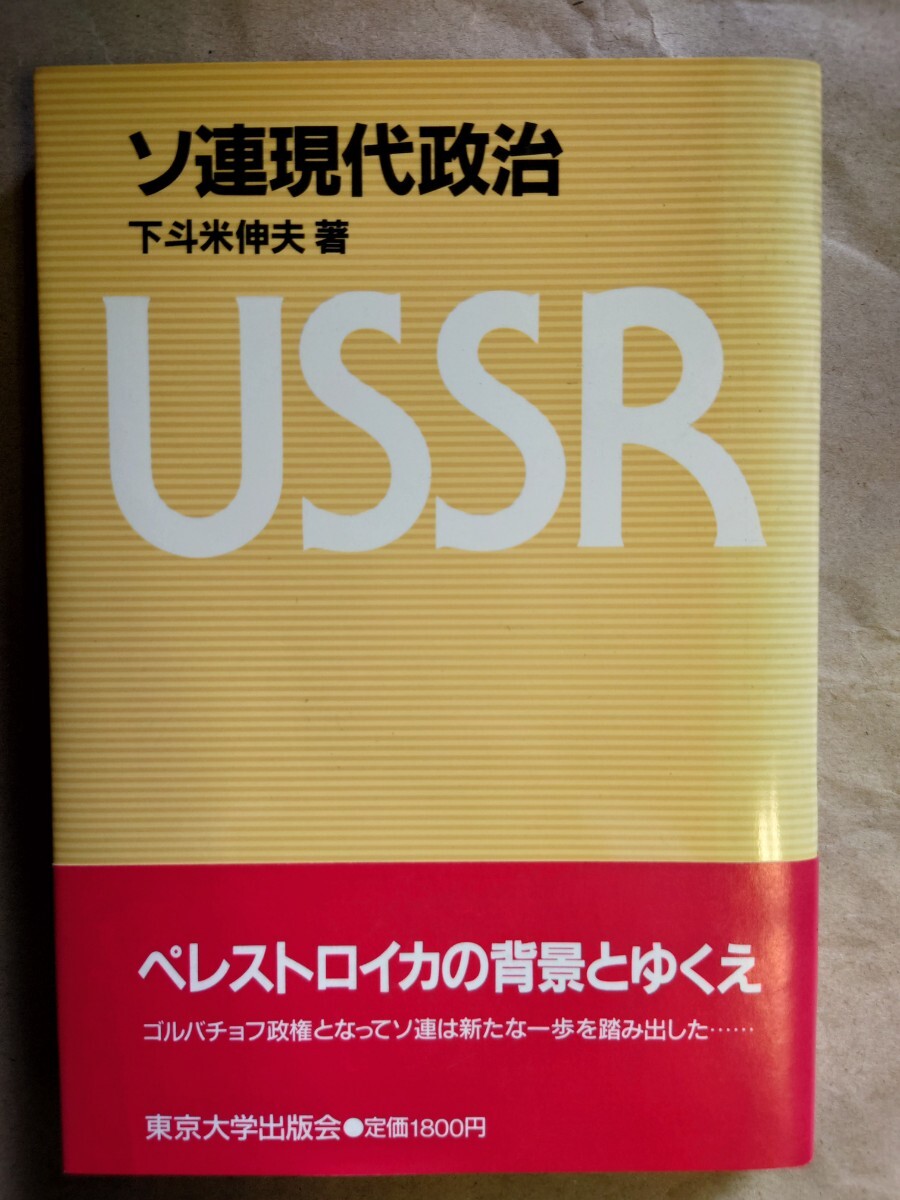 ソ連現代政治
下斗米伸夫 著
USSR
ペレストロイカの背景とゆくえ
ゴルバチョフ政権となってソ連は新たな一歩を踏み出した……
東京大学出版会●定価1800円